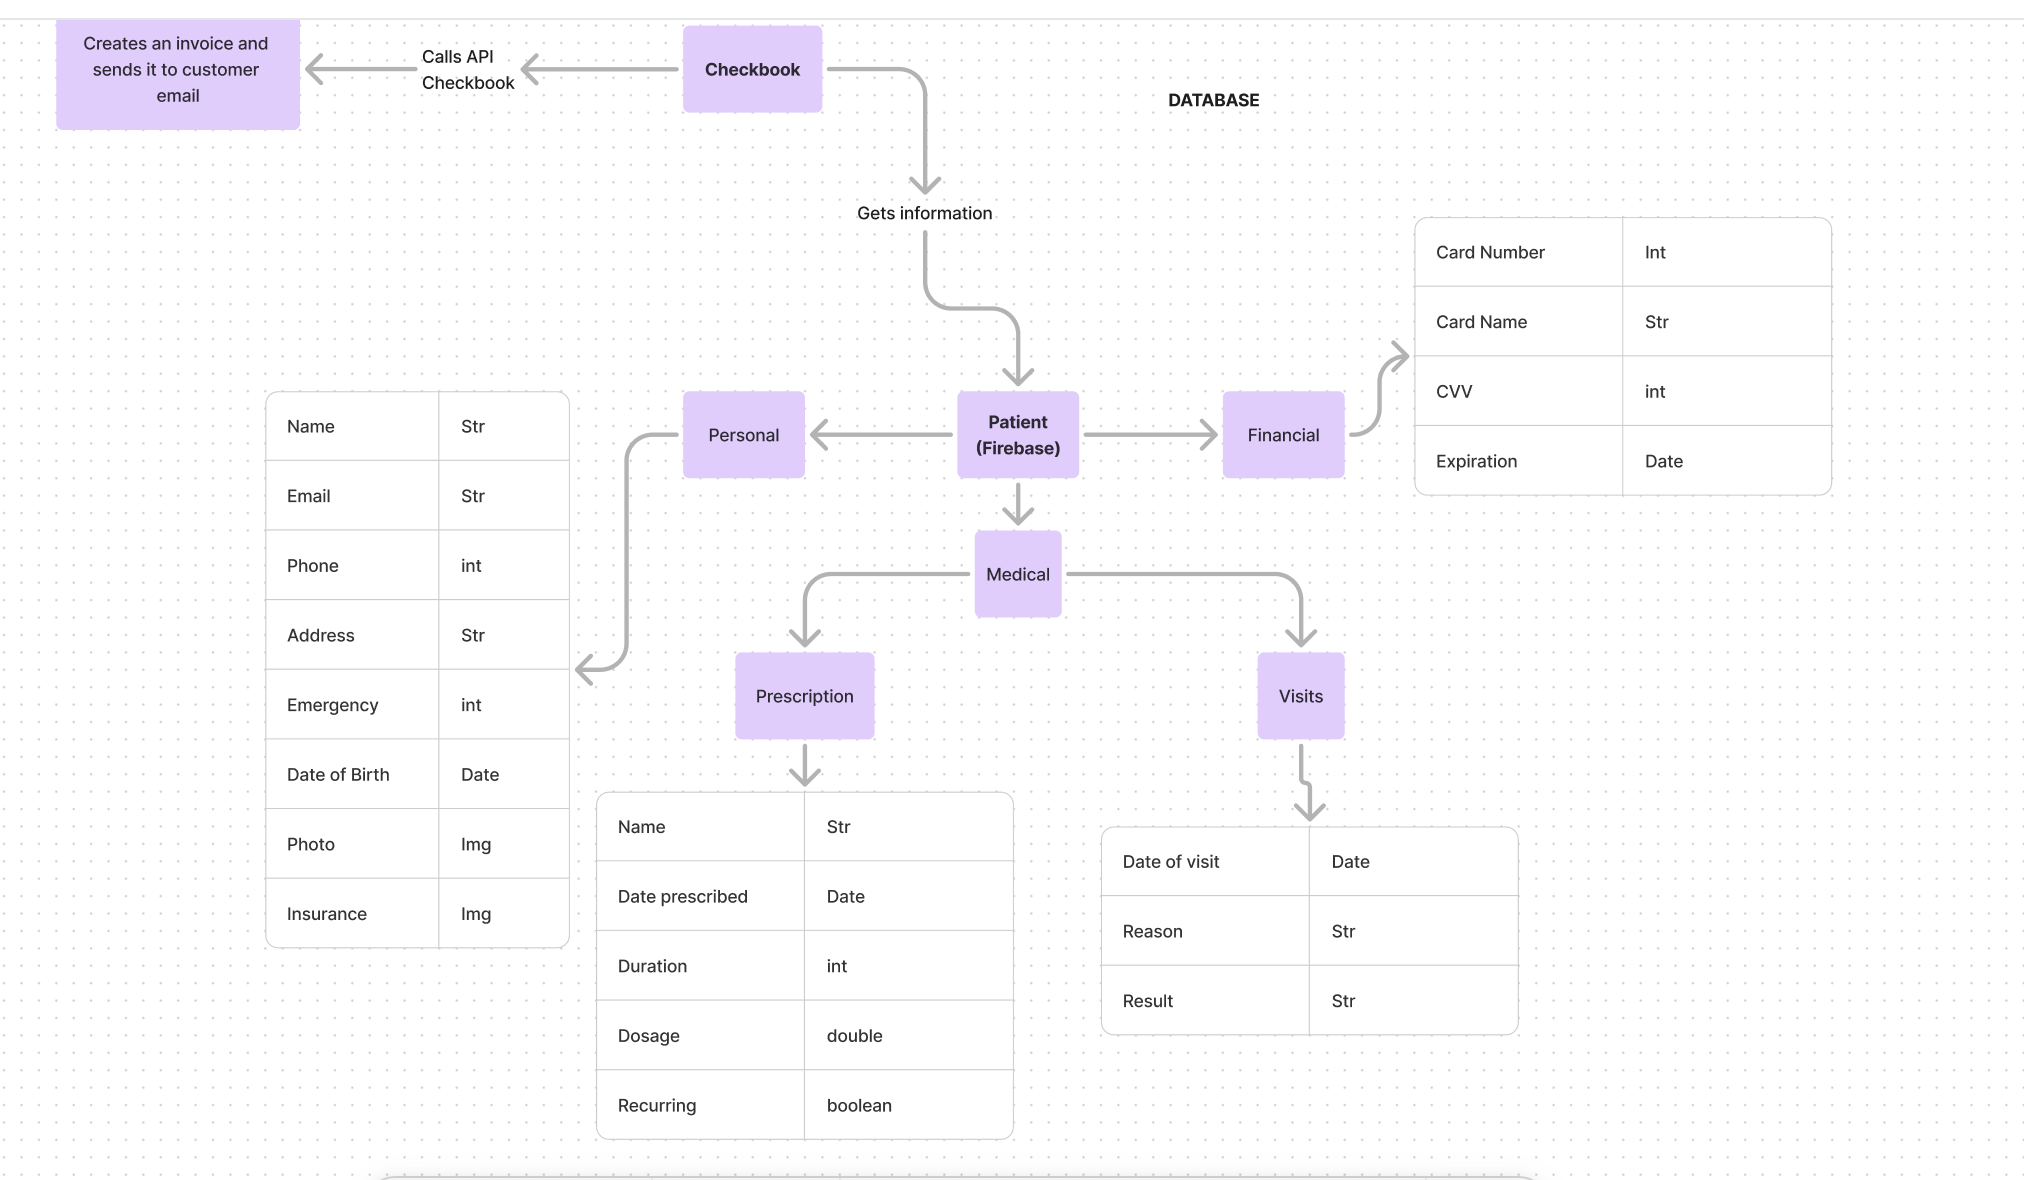 Creates an invoice and
sends it to customer
email
Calls API
Checkbook
Checkbook
DATABASE
Gets information
Card Number Int
Card Name Str
CVV int
Expiration Date
Personal
Patient
(Firebase)
Financial
Name Str
Email Str
Phone int
Address Str
Emergency int
Date of Birth Date
Photo Img
Insurance Img
Medical
Prescription
Visits
Name Str
Date prescribed Date
Duration int
Dosage double
Recurring boolean
Date of visit Date
Reason Str
Result Str